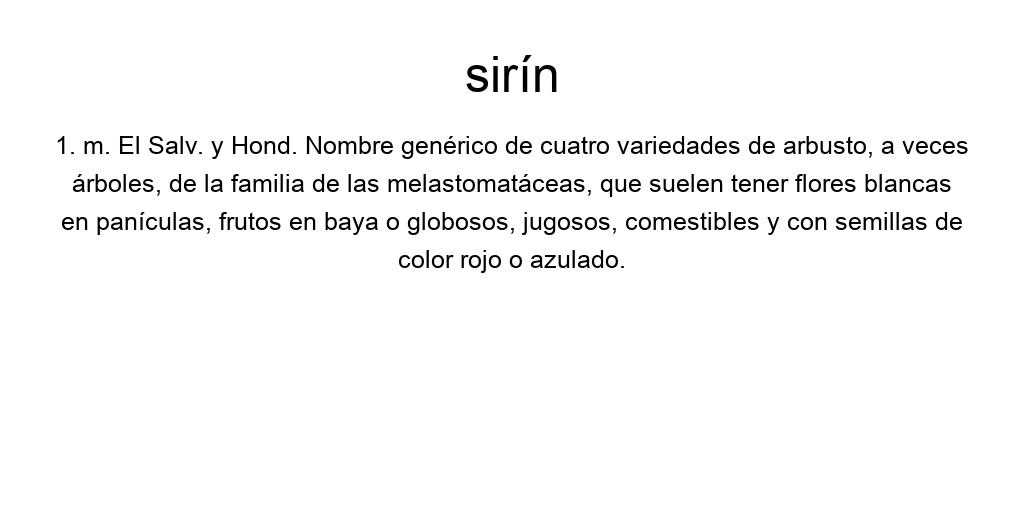 sirín
1. m. El Salv. y Hond. Nombre genérico de cuatro variedades de arbusto, a veces
árboles, de la familia de las melastomatáceas, que suelen tener flores blancas
en panículas, frutos en baya o globosos, jugosos, comestibles y con semillas de
color rojo o azulado.